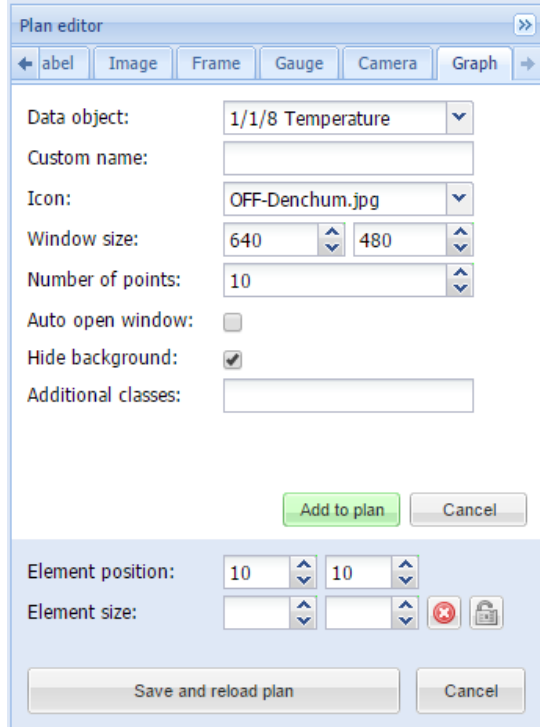 Plan editor
abel Image Frame Gauge Camera Graph
Data object: 1/1/8 Temperature
Custom name:
Icon: OFF-Denchum.jpg
Window size: 640 480
Number of points: 10
Auto open window:
Hide background:
Additional classes:
Add to plan Cancel
Element position: 10 10
Element size:
Save and reload plan Cancel